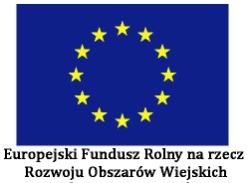 Europejski Fundusz Rolny na rzecz
Rozwoju Obszarów Wiejskich